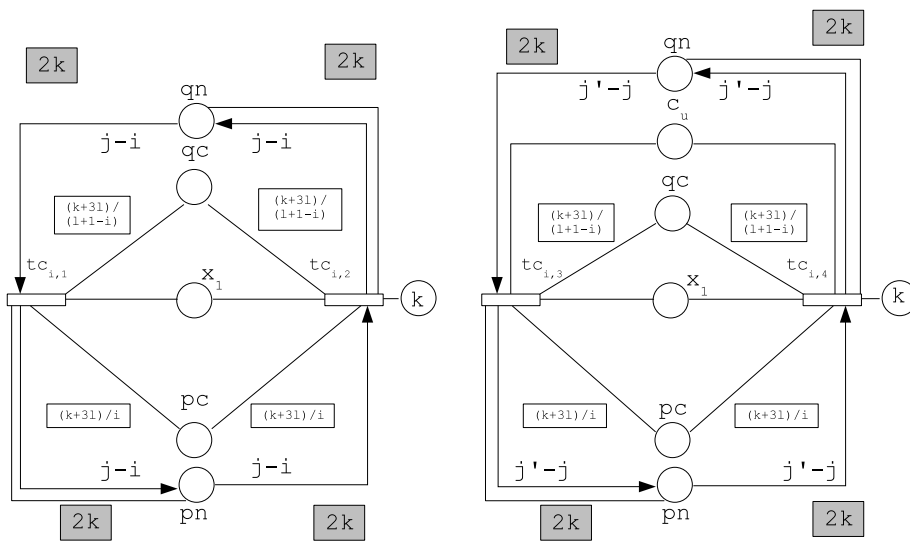 2k
2k
qn
j-i
j-i
qc
(k+3l)/
(l+1-i)
(k+3l)/
(l+1-i)
tc i,1
x 1
tc i,2
k
pc
(k+3l)/i
(k+3l)/i
j-i
j-i
pn
2k
2k
2k
2k
qn
j'-j
j'-j
c u
qc
(k+3l)/
(l+1-i)
(k+3l)/
(l+1-i)
tc i,3
x 1
tc i,4
k
pc
(k+3l)/i
(k+3l)/i
j'-j
j'-j
pn
2k
2k